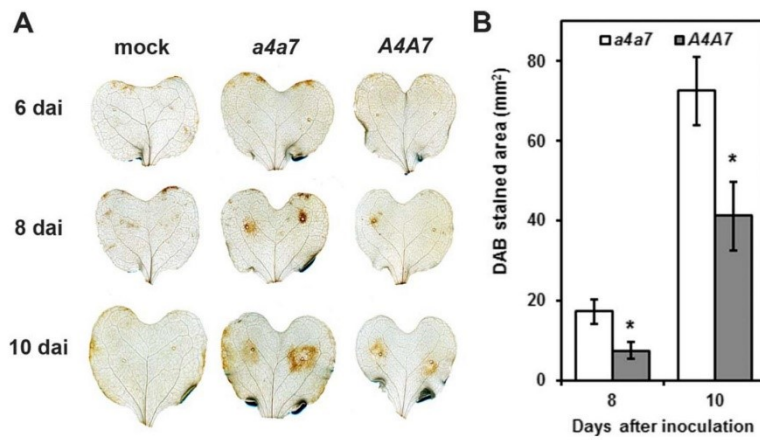 A
mock a4a7 A4A7
6 dai
8 dai
10 dai
B
a4a7 A4A7
DAB stained area (mm²)
80
60
40
20
0
*
*
8 10
Days after inoculation